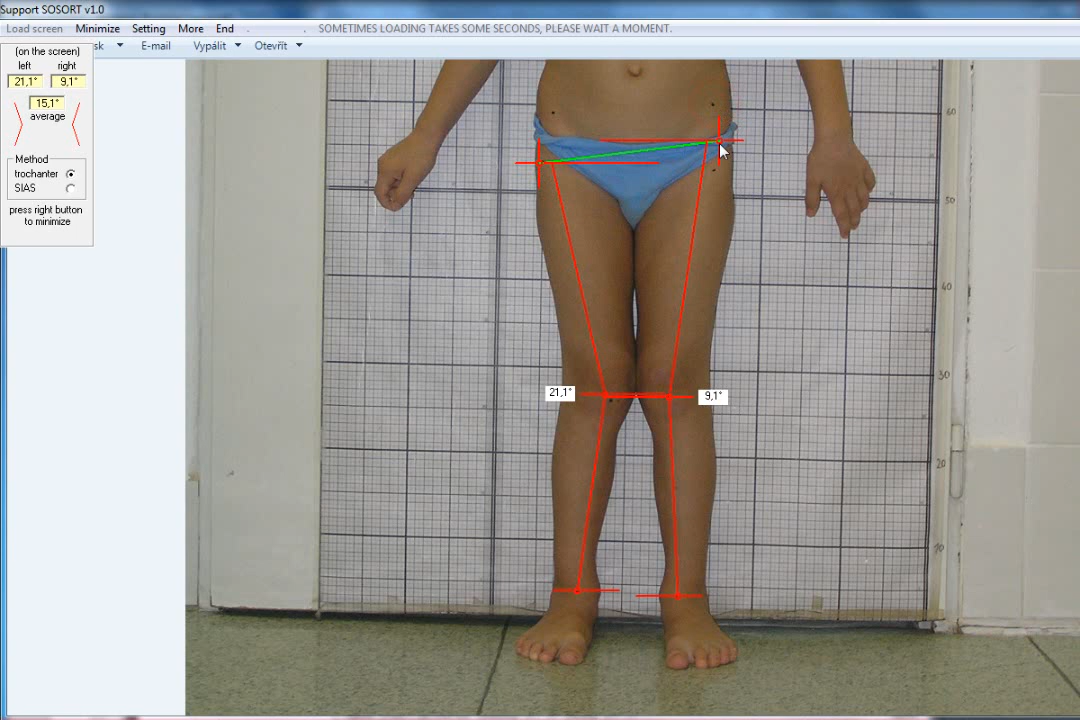 Support SOSORT v1.0
Load screen Minimize Setting More End . . SOMETIMES LOADING TAKES SOME SECONDS, PLEASE WAIT A MOMENT.
sk E-mail Vypálit Otevřít
(on the screen)
left right
21,1° 9,1°
15,1°
average
Method
trochanter
SIAS
press right button
to minimize
60
50
40
30
21,1° 9,1°
20
10